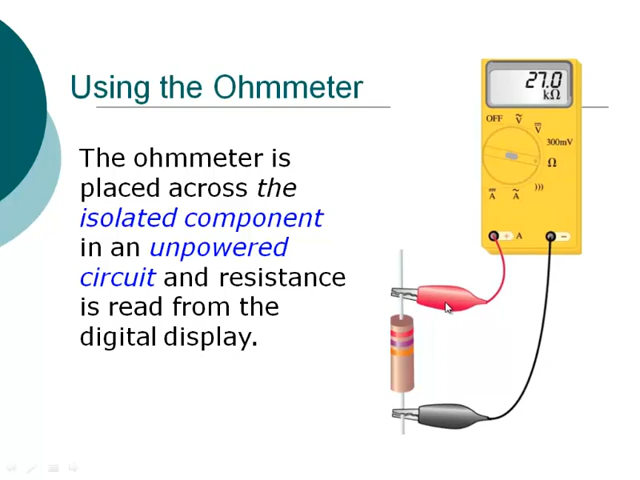 Using the Ohmmeter
The ohmmeter is
placed across the
isolated component
in an unpowered
circuit and resistance
is read from the
digital display.
27.0
kΩ
OFF
V
V
300mV
Ω
)))
A
A
+ A −